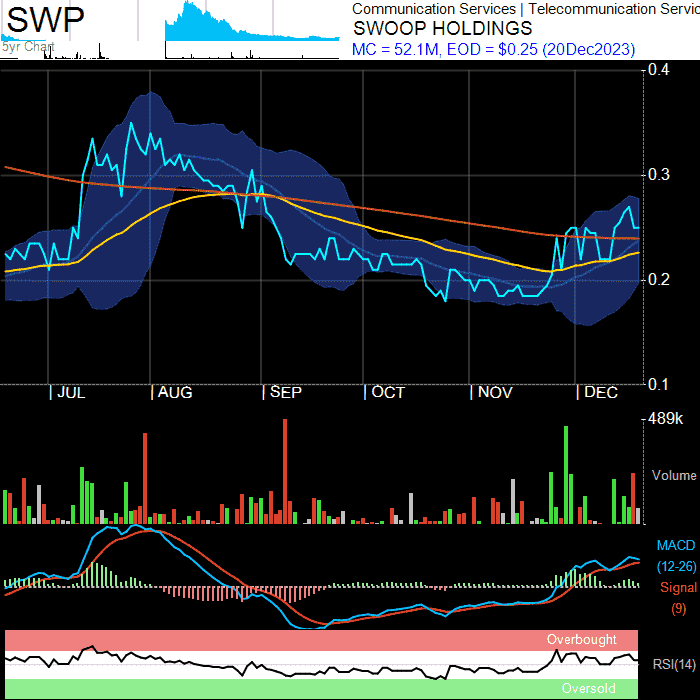 SWP
5yr Chart
Communication Services | Telecommunication Servic
SWOOP HOLDINGS
MC = 52.1M, EOD = $0.25 (20Dec2023)
0.4
0.3
0.2
0.1
| JUL | AUG | SEP | OCT | NOV | DEC
489k
Volume
MACD
(12-26)
Signal
(9)
Overbought
RSI(14)
Oversold